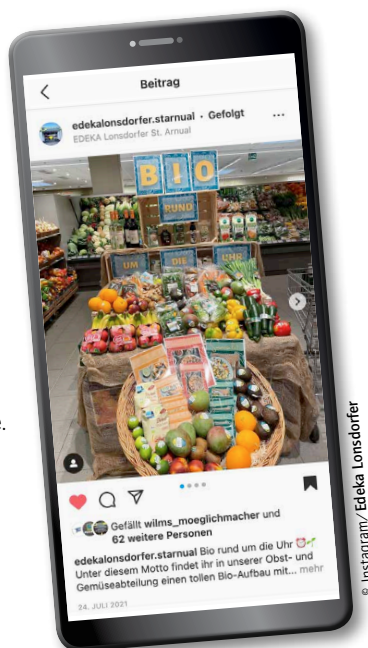 Beitrag
edekalonsdorfer.starnual · Gefolgt
EDEKA Lonsdorfer St. Arnual
BIO
RUND
UM DIE UHR
e.
Gefällt wilms_moeglichmacher und
62 weitere Personen
edekalonsdorfer.starnual Bio rund um die Uhr
Unter diesem Motto findet ihr in unserer Obst- und
Gemüseabteilung einen tollen Bio-Aufbau mit... mehr
24. JULI 2021
© Instagram/Edeka Lonsdorfer